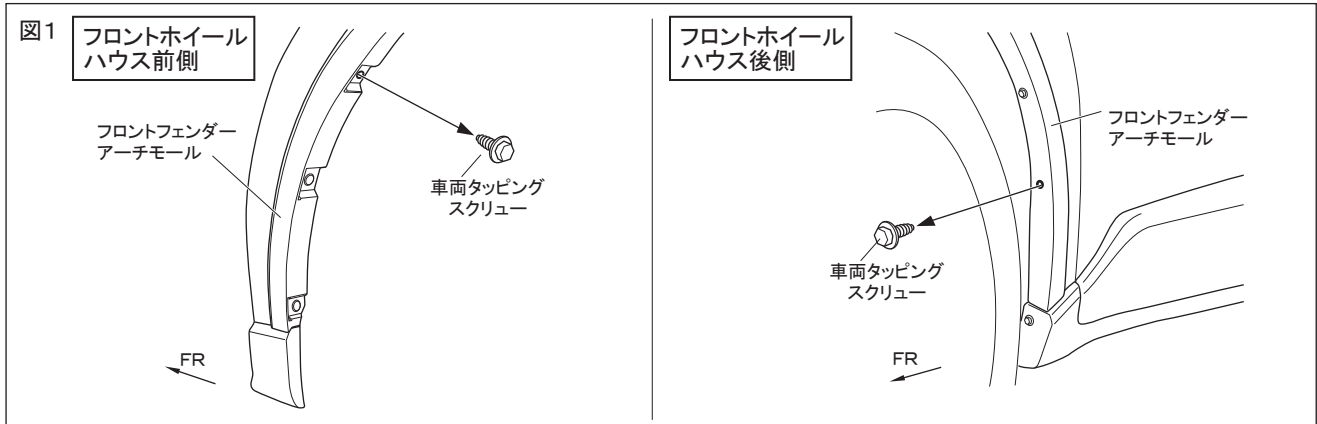 図1
フロントホイール
ハウス前側
フロントフェンダー
アーチモール
車両タッピング
スクリュー
FR
フロントホイール
ハウス後側
フロントフェンダー
アーチモール
車両タッピング
スクリュー
FR